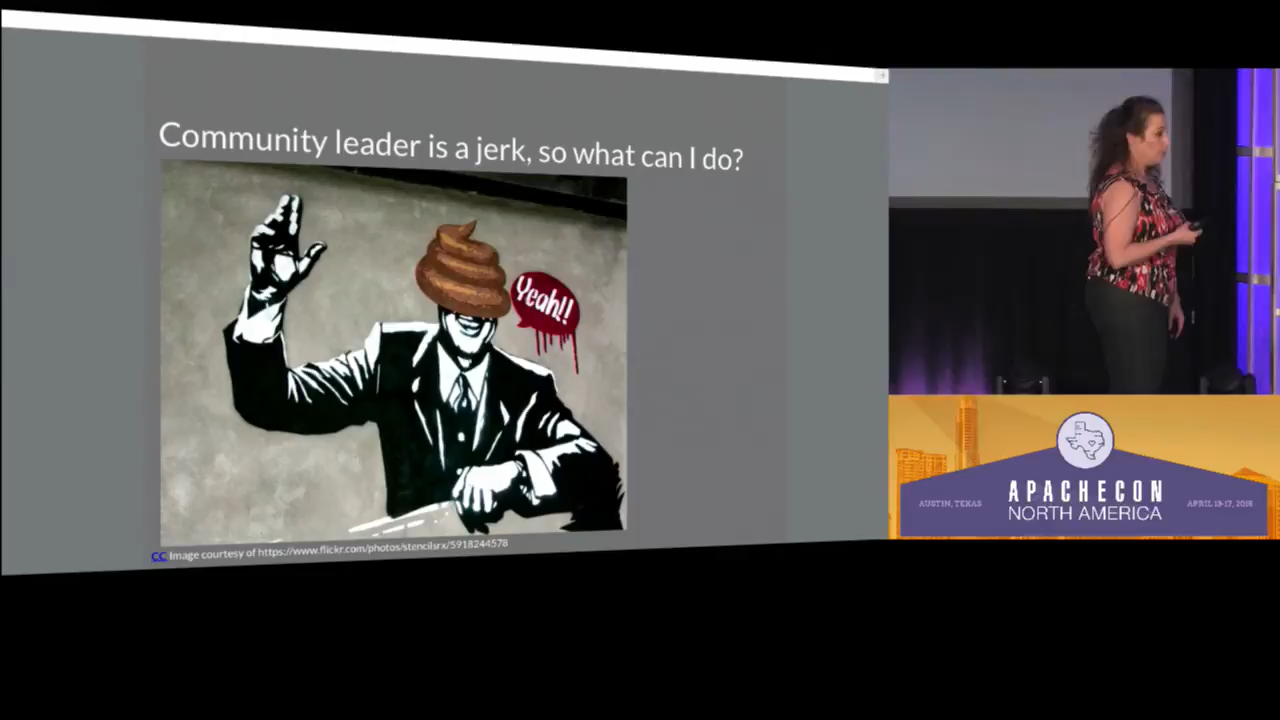 Community leader is a jerk, so what can I do?
Yeah!!
CC Image courtesy of https://www.flickr.com/photos/stencilsrx/5918244578
APACHECON
NORTH AMERICA
AUSTIN, TEXAS
APRIL 13-17, 2015